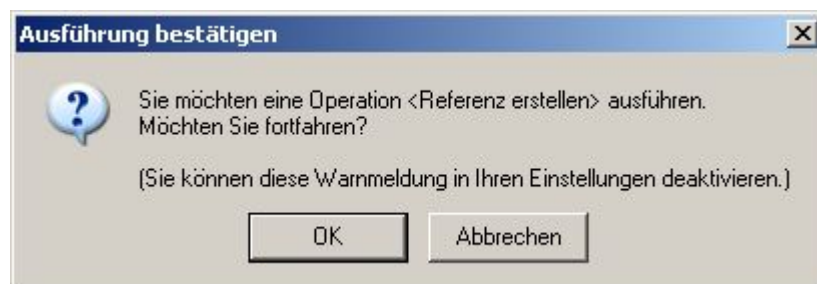 Ausführung bestätigen
Sie möchten eine Operation <Referenz erstellen> ausführen.
Möchten Sie fortfahren?
(Sie können diese Warnmeldung in Ihren Einstellungen deaktivieren.)
OK
Abbrechen